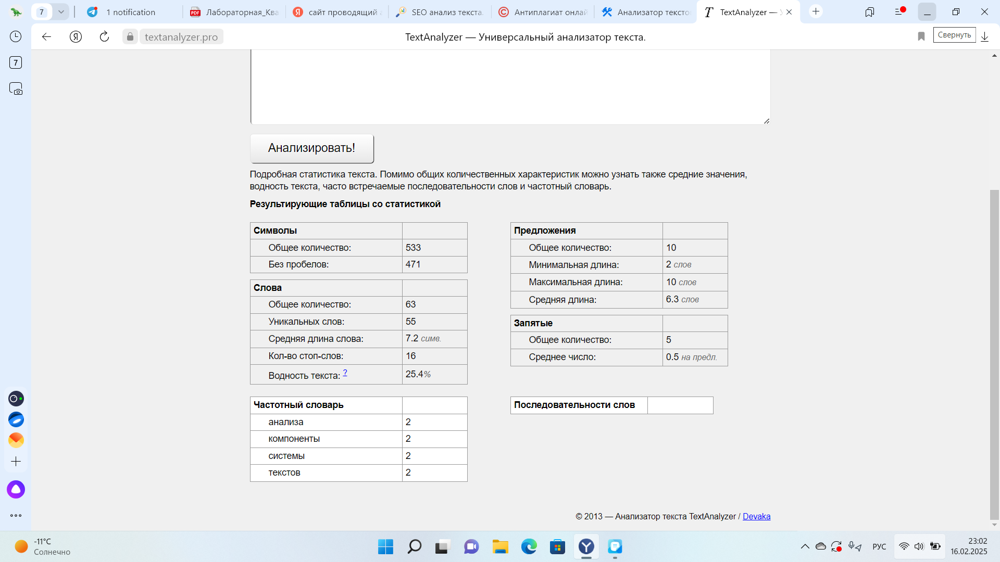 7
1 notification
Лабораторная_Ква
сайт проводящий а
SEO анализ текста.
Антиплагиат онлай
Анализатор тексто
TextAnalyzer — У
textanalyzer.pro
TextAnalyzer — Универсальный анализатор текста.
Свернуть
7
Анализировать!
Подробная статистика текста. Помимо общих количественных характеристик можно узнать также средние значения,
водность текста, часто встречаемые последовательности слов и частотный словарь.
Результирующие таблицы со статистикой
Символы
Общее количество: 533
Без пробелов: 471
Слова
Общее количество: 63
Уникальных слов: 55
Средняя длина слова: 7.2 симв.
Кол-во стоп-слов: 16
Водность текста: ? 25.4%
Предложения
Общее количество: 10
Минимальная длина: 2 слов
Максимальная длина: 10 слов
Средняя длина: 6.3 слов
Запятые
Общее количество: 5
Среднее число: 0.5 на предл.
Частотный словарь
анализа 2
компоненты 2
системы 2
текстов 2
Последовательности слов
© 2013 — Анализатор текста TextAnalyzer / Devaka
-11°C
Солнечно
РУС
23:02
16.02.2025